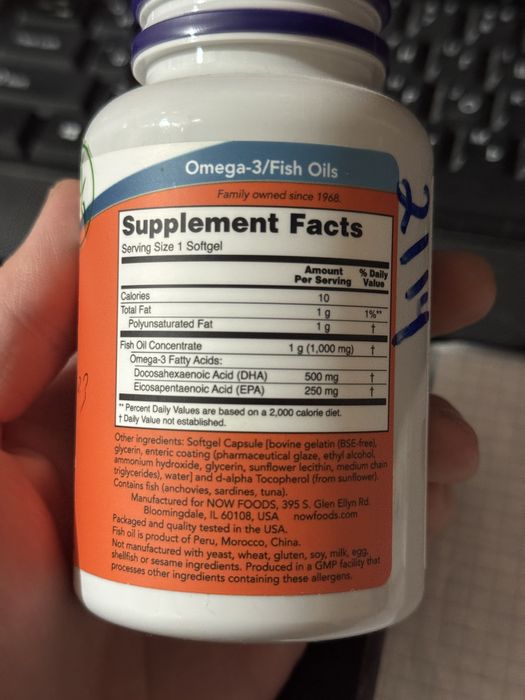 Omega-3/Fish Oils
Family owned since 1968.
Supplement Facts
Serving Size 1 Softgel
Amount Per Serving % Daily Value
Calories 10
Total Fat 1 g 1%**
Polyunsaturated Fat 1 g †
Fish Oil Concentrate 1 g (1,000 mg) †
Omega-3 Fatty Acids:
Docosahexaenoic Acid (DHA) 500 mg †
Eicosapentaenoic Acid (EPA) 250 mg †
** Percent Daily Values are based on a 2,000 calorie diet.
† Daily Value not established.
Other ingredients: Softgel Capsule [bovine gelatin (BSE-free),
glycerin, enteric coating (pharmaceutical glaze, ethyl alcohol,
ammonium hydroxide, glycerin, sunflower lecithin, medium chain
triglycerides), water] and d-alpha Tocopherol (from sunflower).
Contains fish (anchovies, sardines, tuna).
Manufactured for NOW FOODS, 395 S. Glen Ellyn Rd.
Bloomingdale, IL 60108, USA nowfoods.com
Packaged and quality tested in the USA.
Fish oil is product of Peru, Morocco, China.
Not manufactured with yeast, wheat, gluten, soy, milk, egg,
shellfish or sesame ingredients. Produced in a GMP facility that
processes other ingredients containing these allergens.